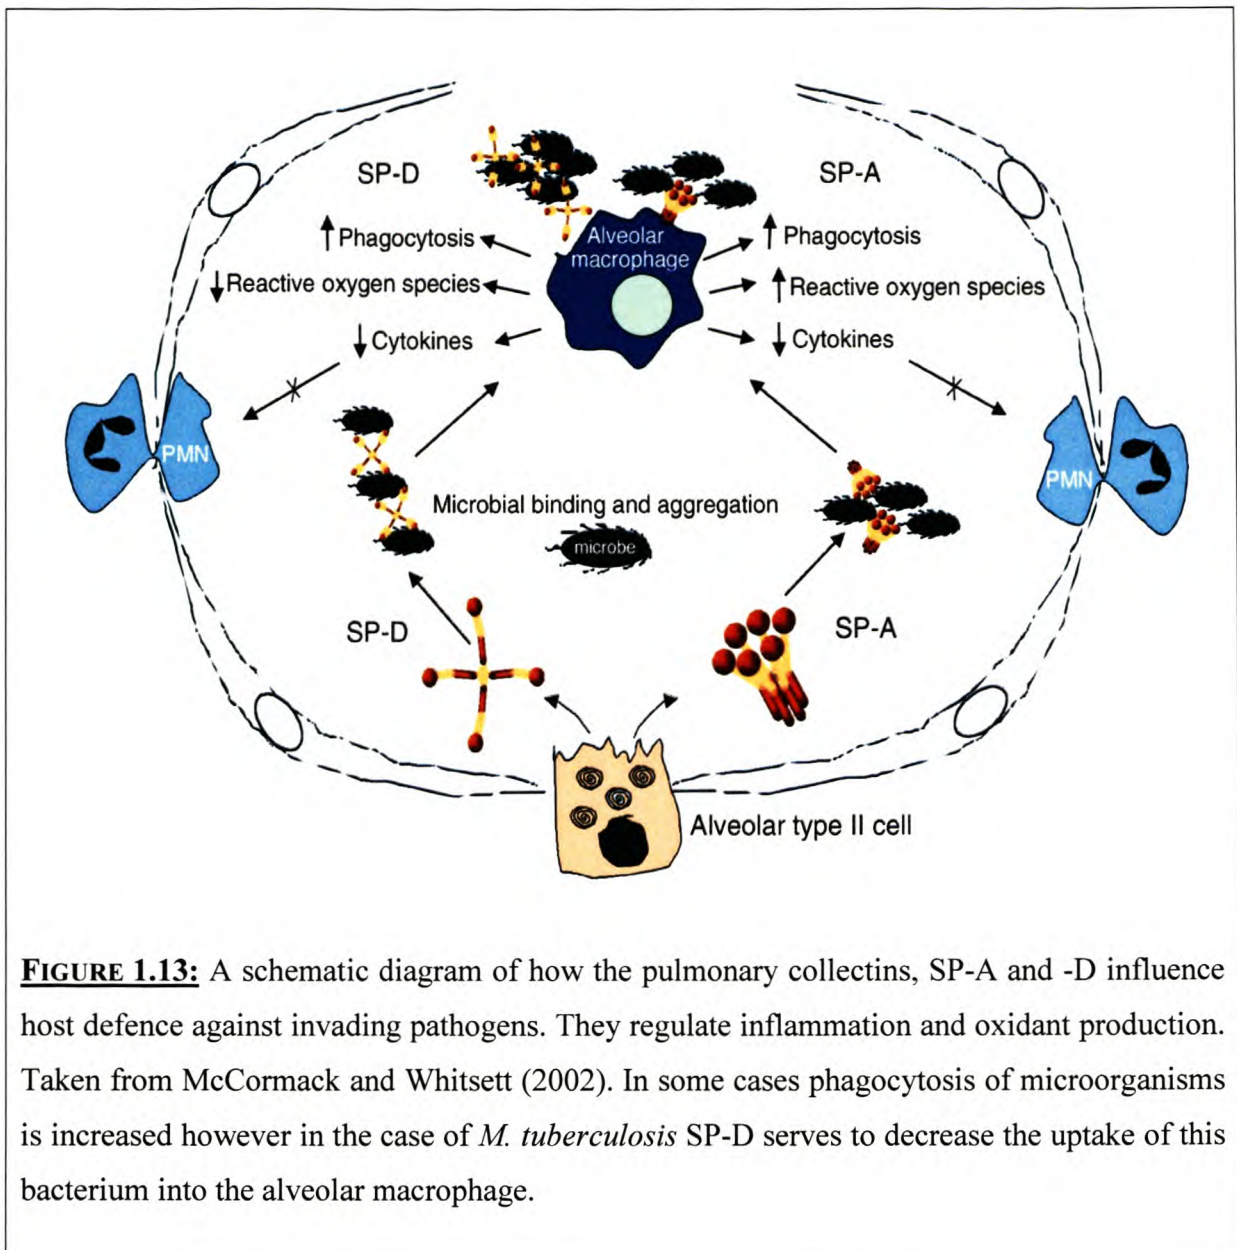 SP-D
SP-A
Alveolar
macrophage
↑ Phagocytosis
↑ Phagocytosis
↓ Reactive oxygen species
↑ Reactive oxygen species
↓ Cytokines
↓ Cytokines
PMN
PMN
Microbial binding and aggregation
microbe
SP-D
SP-A
Alveolar type II cell
FIGURE 1.13: A schematic diagram of how the pulmonary collectins, SP-A and -D influence
host defence against invading pathogens. They regulate inflammation and oxidant production.
Taken from McCormack and Whitsett (2002). In some cases phagocytosis of microorganisms
is increased however in the case of M. tuberculosis SP-D serves to decrease the uptake of this
bacterium into the alveolar macrophage.